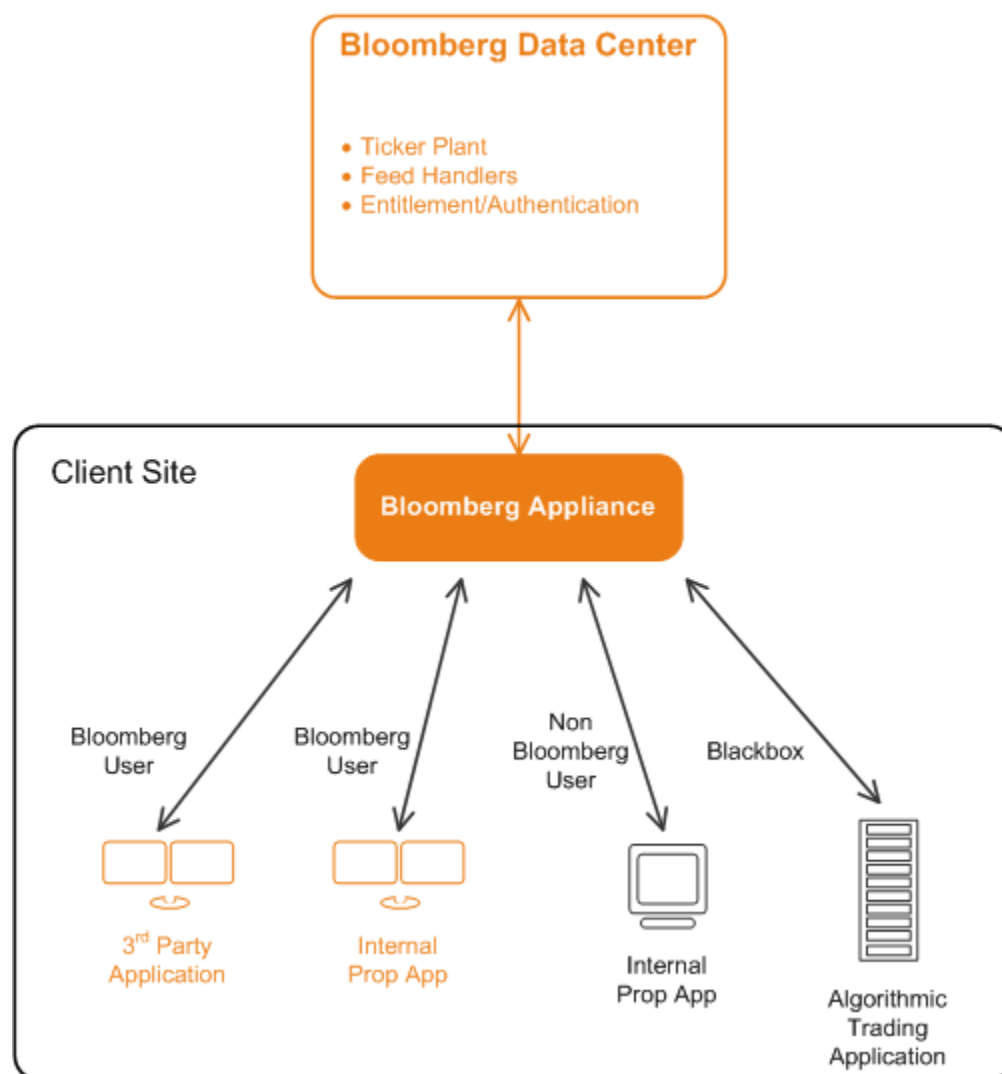 Bloomberg Data Center
• Ticker Plant
• Feed Handlers
• Entitlement/Authentication
Client Site
Bloomberg Appliance
Bloomberg
User
Bloomberg
User
Non
Bloomberg
User
Blackbox
3rd Party
Application
Internal
Prop App
Internal
Prop App
Algorithmic
Trading
Application